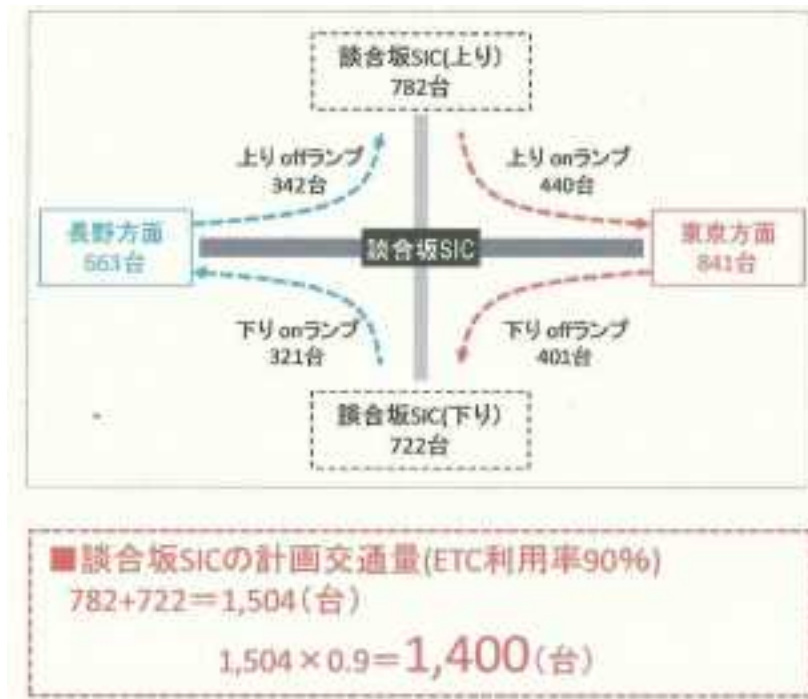 談合坂SIC(上り)
782台
上り offランプ
342台
上り onランプ
440台
長野方面
663台
談合坂SIC
東京方面
841台
下り onランプ
321台
下り offランプ
401台
談合坂SIC(下り)
722台
■談合坂SICの計画交通量(ETC利用率90%)
782+722=1,504(台)
1,504×0.9=1,400(台)